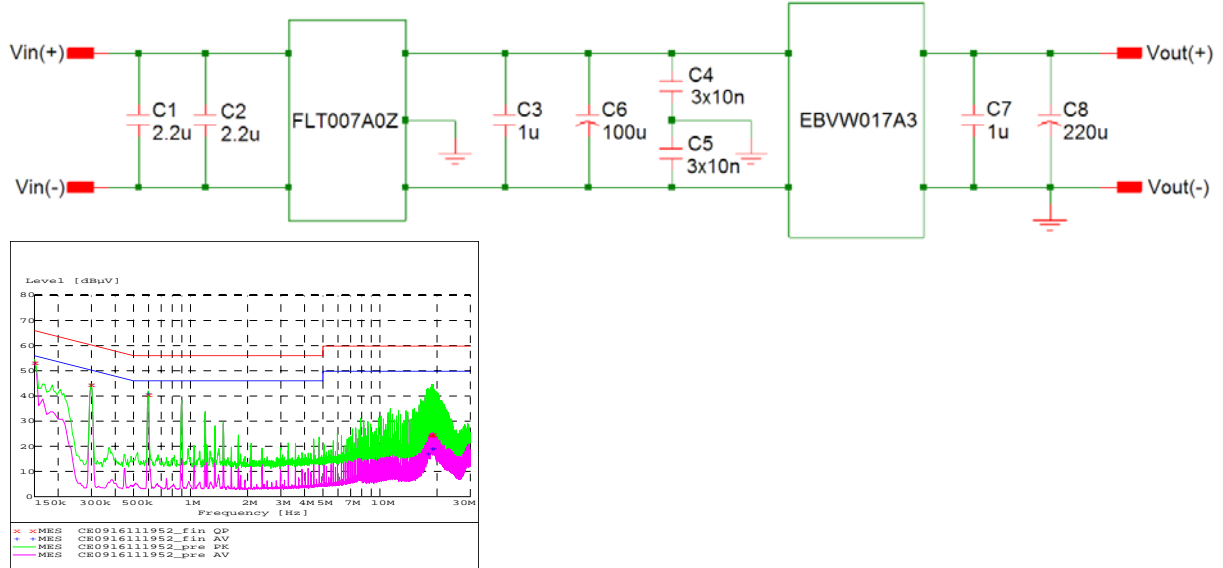 Vin(+)
Vin(-)
C1
2.2u
C2
2.2u
FLT007A0Z
C3
1u
C6
100u
C4
3x10n
C5
3x10n
EBVW017A3
C7
1u
C8
220u
Vout(+)
Vout(-)
Level [dBµV]
80
70
60
50
40
30
20
10
0
150k 300k 500k 1M 2M 3M 4M 5M 7M 10M 30M
Frequency [Hz]
× ×MES CE0916111952_fin QP
+ +MES CE0916111952_fin AV
MES CE0916111952_pre PK
MES CE0916111952_pre AV